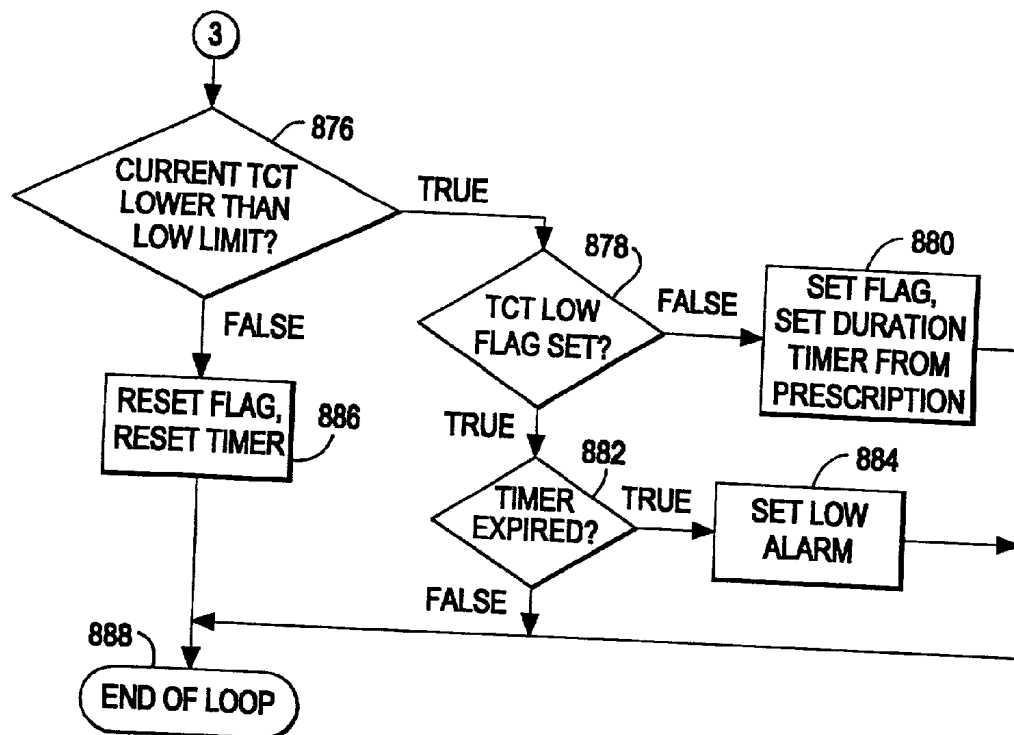 3
876
CURRENT TCT
LOWER THAN
LOW LIMIT?
TRUE
FALSE
878
TCT LOW
FLAG SET?
FALSE
880
SET FLAG,
SET DURATION
TIMER FROM
PRESCRIPTION
RESET FLAG,
RESET TIMER
886
TRUE
882
TIMER
EXPIRED?
TRUE
884
SET LOW
ALARM
FALSE
888
END OF LOOP